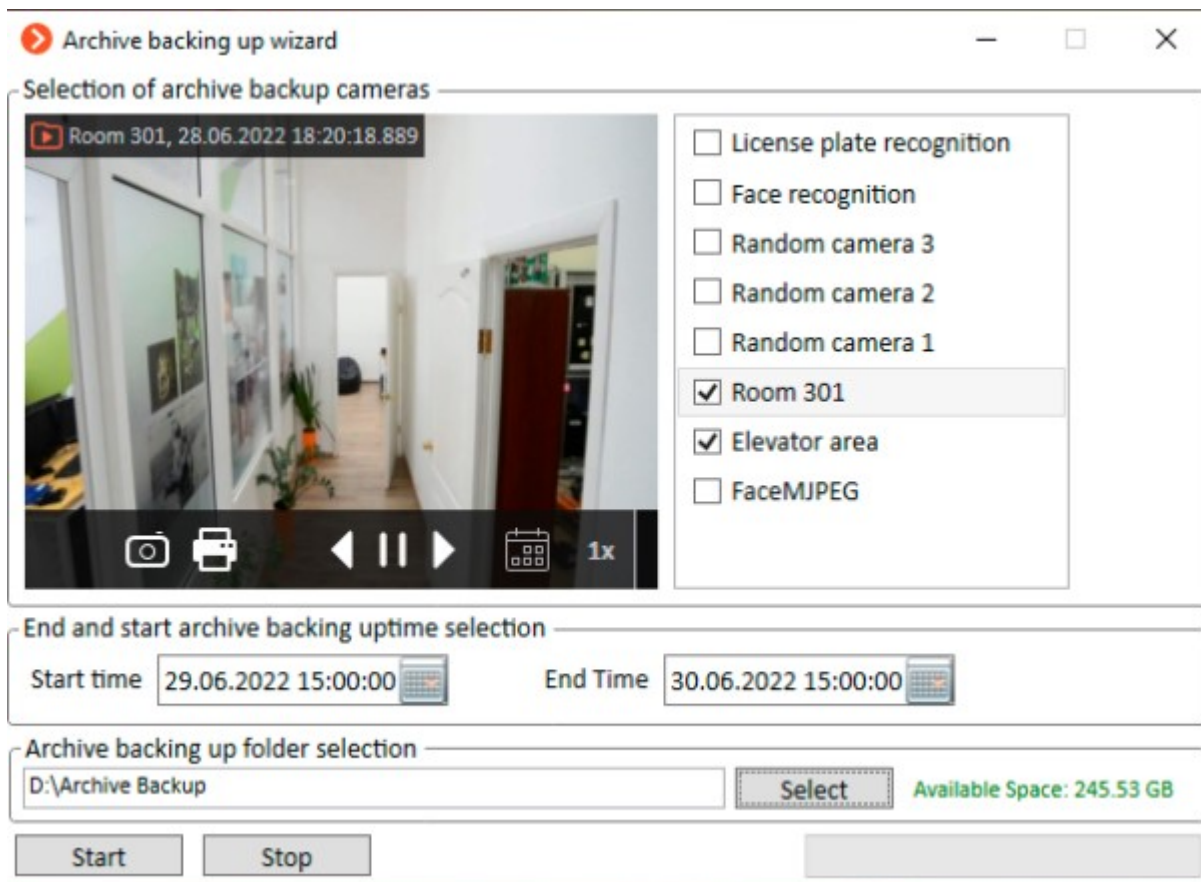 Archive backing up wizard
Selection of archive backup cameras
Room 301, 28.06.2022 18:20:18.889
1x
License plate recognition
Face recognition
Random camera 3
Random camera 2
Random camera 1
Room 301
Elevator area
FaceMJPEG
End and start archive backing uptime selection
Start time 29.06.2022 15:00:00 End Time 30.06.2022 15:00:00
Archive backing up folder selection
D:\Archive Backup Select Available Space: 245.53 GB
Start Stop